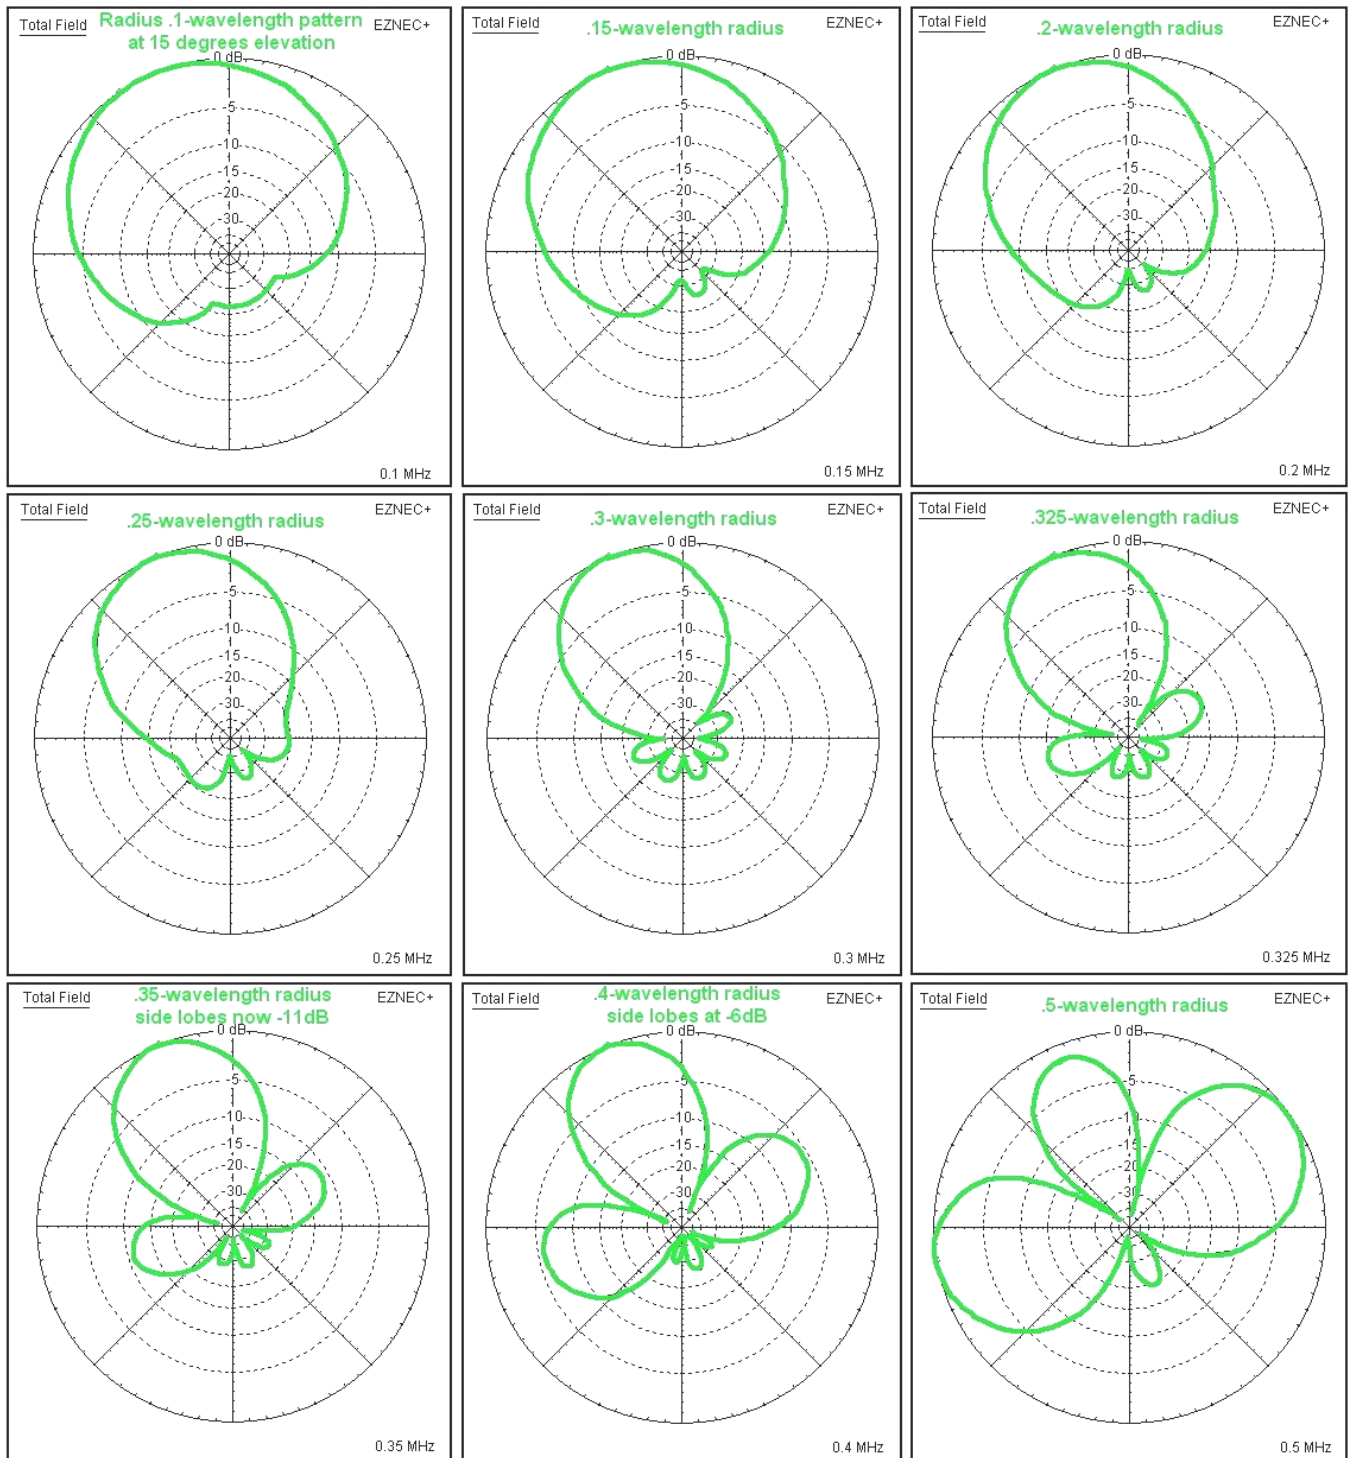 Total Field
Radius .1-wavelength pattern
at 15 degrees elevation
EZNEC+
0 dB
-5
-10
-15
-20
-30
0.1 MHz
Total Field
.15-wavelength radius
EZNEC+
0 dB
-5
-10
-15
-20
-30
0.15 MHz
Total Field
.2-wavelength radius
EZNEC+
0 dB
-5
-10
-15
-20
-30
0.2 MHz
Total Field
.25-wavelength radius
EZNEC+
0 dB
-5
-10
-15
-20
-30
0.25 MHz
Total Field
.3-wavelength radius
EZNEC+
0 dB
-5
-10
-15
-20
-30
0.3 MHz
Total Field
.325-wavelength radius
EZNEC+
0 dB
-5
-10
-15
-20
-30
0.325 MHz
Total Field
.35-wavelength radius
side lobes now -11dB
EZNEC+
0 dB
-5
-10
-15
-20
-30
0.35 MHz
Total Field
.4-wavelength radius
side lobes at -6dB
EZNEC+
0 dB
-5
-10
-15
-20
-30
0.4 MHz
Total Field
.5-wavelength radius
EZNEC+
0 dB
-5
-10
-15
-20
-30
0.5 MHz